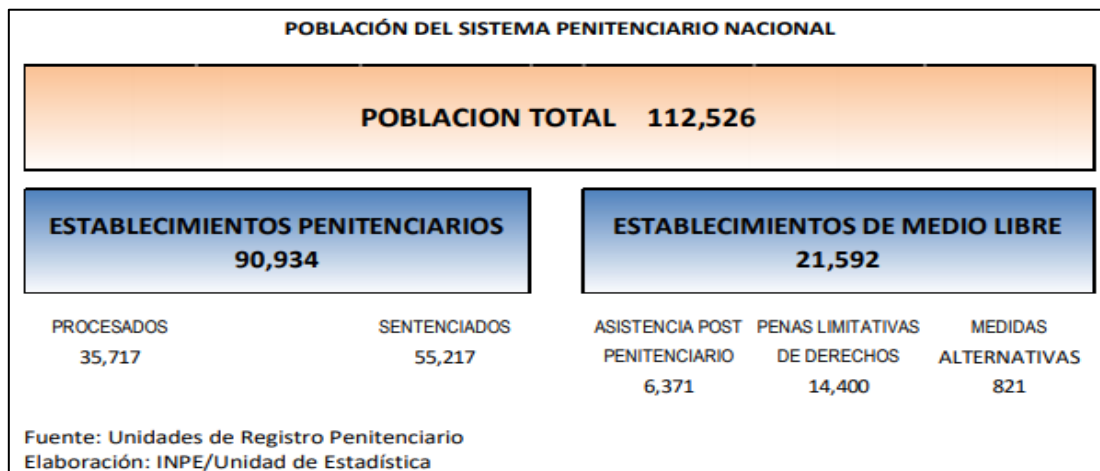 POBLACIÓN DEL SISTEMA PENITENCIARIO NACIONAL
POBLACION TOTAL 112,526
ESTABLECIMIENTOS PENITENCIARIOS
90,934
ESTABLECIMIENTOS DE MEDIO LIBRE
21,592
PROCESADOS
35,717
SENTENCIADOS
55,217
ASISTENCIA POST
PENITENCIARIO
6,371
PENAS LIMITATIVAS
DE DERECHOS
14,400
MEDIDAS
ALTERNATIVAS
821
Fuente: Unidades de Registro Penitenciario
Elaboración: INPE/Unidad de Estadística